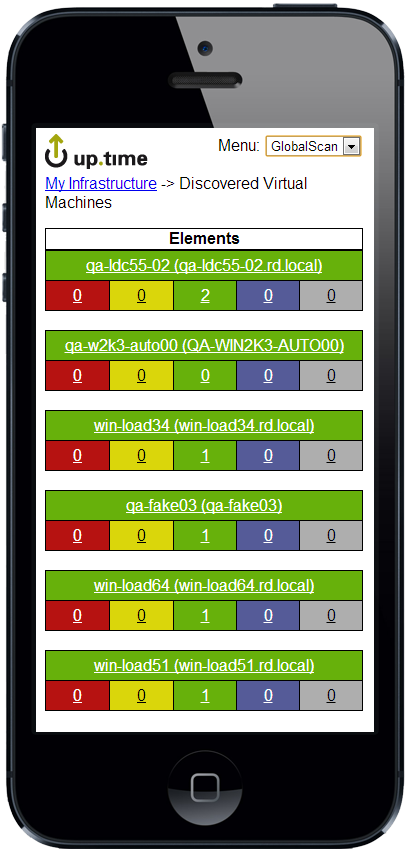 up.time
Menu: GlobalScan
My Infrastructure -> Discovered Virtual
Machines
Elements
qa-ldc55-02 (qa-ldc55-02.rd.local)
0 0 2 0 0
qa-w2k3-auto00 (QA-WIN2K3-AUTO00)
0 0 0 0 0
win-load34 (win-load34.rd.local)
0 0 1 0 0
qa-fake03 (qa-fake03)
0 0 1 0 0
win-load64 (win-load64.rd.local)
0 0 1 0 0
win-load51 (win-load51.rd.local)
0 0 1 0 0